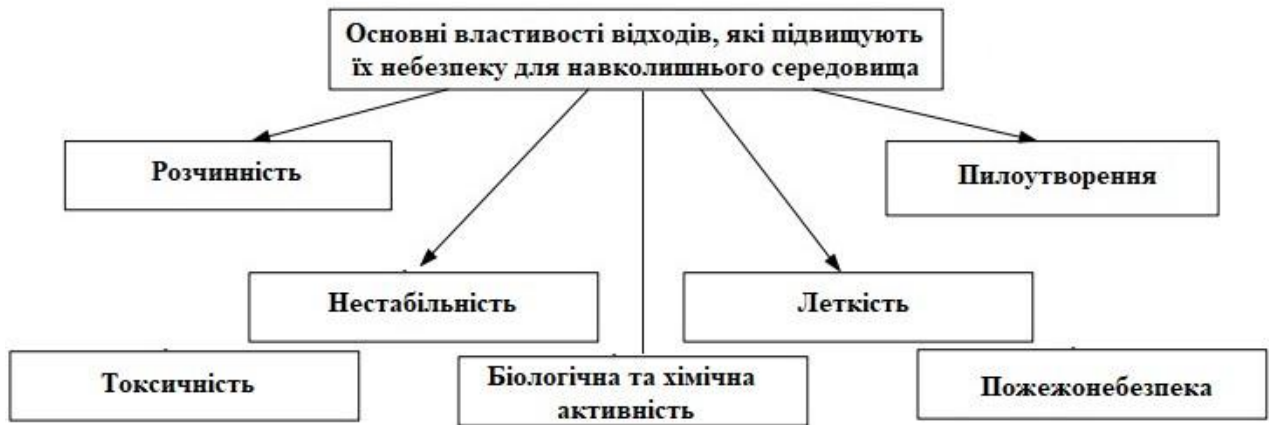 Основні властивості відходів, які підвищують
їх небезпеку для навколишнього середовища
Розчинність
Пилоутворення
Нестабільність
Леткість
Токсичність
Біологічна та хімічна
активність
Пожежонебезпека